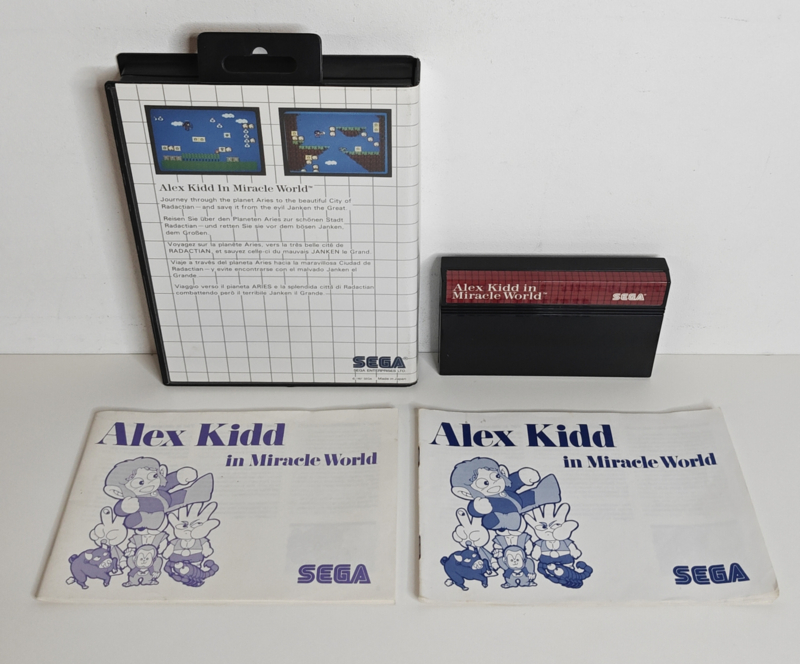 Alex Kidd In Miracle World™
Journey through the planet Aries to the beautiful City of
Radactian—and save it from the evil Janken the Great.
Reisen Sie über den Planeten Aries zur schönen Stadt
Radactian—und retten Sie sie vor dem bösen Janken,
dem Großen.
Voyagez sur la planète Aries, vers la très belle cité de
RADACTIAN, et sauvez celle-ci du mauvais JANKEN le Grand.
Viaje a través del planeta Aries hacia la maravillosa Ciudad de
Radactian—y evite encontrarse con el malvado Janken el
Grande.
Viaggio verso il pianeta ARIES e la splendida città di Radactian
combattendo però il terribile Janken il Grande
SEGA
SEGA ENTERPRISES LTD.
Alex Kidd in
Miracle World™
SEGA
Alex Kidd
in Miracle World
SEGA
Alex Kidd
in Miracle World
SEGA